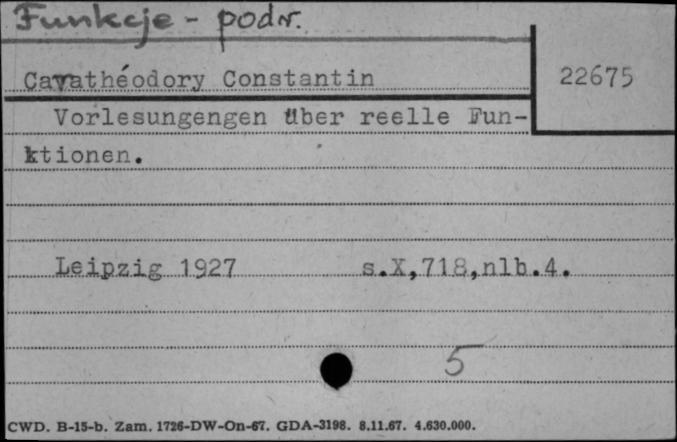 Funkcje - podr.
Cavathéodory Constantin
22675
Vorlesungengen über reelle Fun-
ktionen.
Leipzig 1927 s.X,718,nlb.4.
5
CWD. B-15-b. Zam. 1726-DW-On-67. GDA-3198. 8.11.67. 4.630.000.